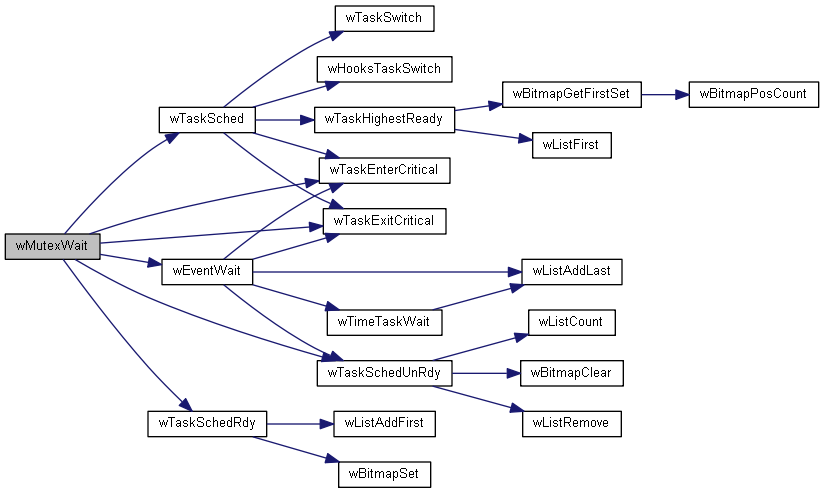 wTaskSwitch
wHooksTaskSwitch
wBitmapGetFirstSet
wBitmapPosCount
wTaskSched
wTaskHighestReady
wListFirst
wTaskEnterCritical
wTaskExitCritical
wMutexWait
wEventWait
wListAddLast
wTimeTaskWait
wListCount
wTaskSchedUnRdy
wBitmapClear
wTaskSchedRdy
wListAddFirst
wListRemove
wBitmapSet